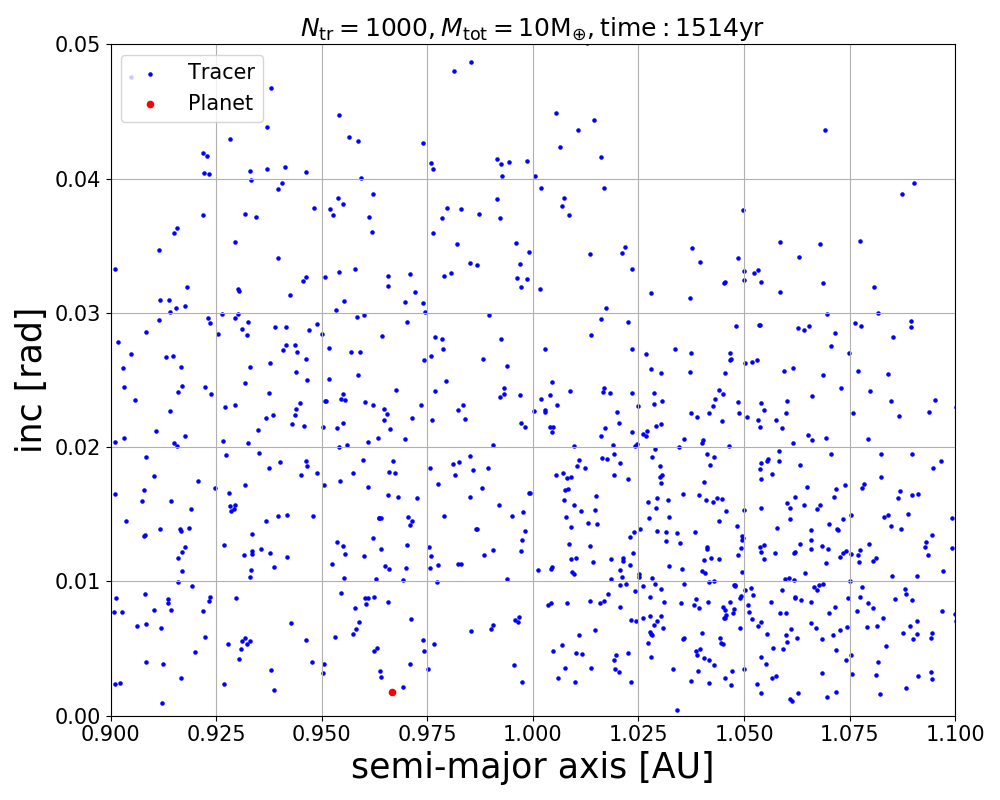 N_tr = 1000, M_tot = 10M_⊕, time : 1514yr
0.05
Tracer
Planet
0.04
0.03
inc [rad]
0.02
0.01
0.00
0.900 0.925 0.950 0.975 1.000 1.025 1.050 1.075 1.100
semi-major axis [AU]